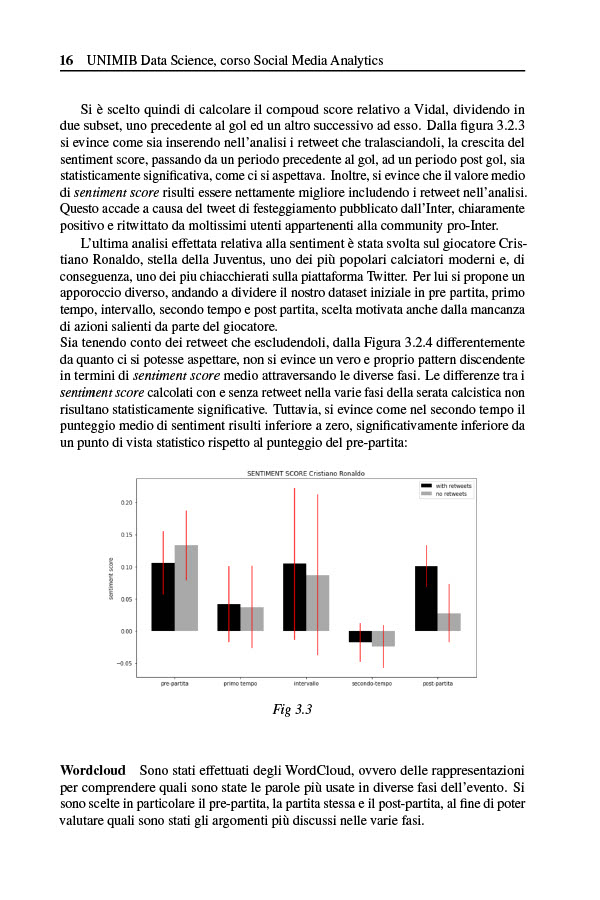 16 UNIMIB Data Science, corso Social Media Analytics
Si è scelto quindi di calcolare il compoud score relativo a Vidal, dividendo in
due subset, uno precedente al gol ed un altro successivo ad esso. Dalla figura 3.2.3
si evince come sia inserendo nell'analisi i retweet che tralasciandoli, la crescita del
sentiment score, passando da un periodo precedente al gol, ad un periodo post gol, sia
statisticamente significativa, come ci si aspettava. Inoltre, si evince che il valore medio
di sentiment score risulti essere nettamente migliore includendo i retweet nell'analisi.
Questo accade a causa del tweet di festeggiamento pubblicato dall'Inter, chiaramente
positivo e ritwittato da moltissimi utenti appartenenti alla community pro-Inter.
L'ultima analisi effettata relativa alla sentiment è stata svolta sul giocatore Cris-
tiano Ronaldo, stella della Juventus, uno dei più popolari calciatori moderni e, di
conseguenza, uno dei piu chiacchierati sulla piattaforma Twitter. Per lui si propone un
apporoccio diverso, andando a dividere il nostro dataset iniziale in pre partita, primo
tempo, intervallo, secondo tempo e post partita, scelta motivata anche dalla mancanza
di azioni salienti da parte del giocatore.
Sia tenendo conto dei retweet che escludendoli, dalla Figura 3.2.4 differentemente
da quanto ci si potesse aspettare, non si evince un vero e proprio pattern discendente
in termini di sentiment score medio attraversando le diverse fasi. Le differenze tra i
sentiment score calcolati con e senza retweet nella varie fasi della serata calcistica non
risultano statisticamente significative. Tuttavia, si evince come nel secondo tempo il
punteggio medio di sentiment risulti inferiore a zero, significativamente inferiore da
un punto di vista statistico rispetto al punteggio del pre-partita:
SENTIMENT SCORE Cristiano Ronaldo
with retweets
no retweets
sentiment score
0.20
0.15
0.10
0.05
0.00
−0.05
pre-partita primo tempo intervallo secondo-tempo post-partita
Fig 3.3
Wordcloud Sono stati effettuati degli WordCloud, ovvero delle rappresentazioni
per comprendere quali sono state le parole più usate in diverse fasi dell'evento. Si
sono scelte in particolare il pre-partita, la partita stessa e il post-partita, al fine di poter
valutare quali sono stati gli argomenti più discussi nelle varie fasi.